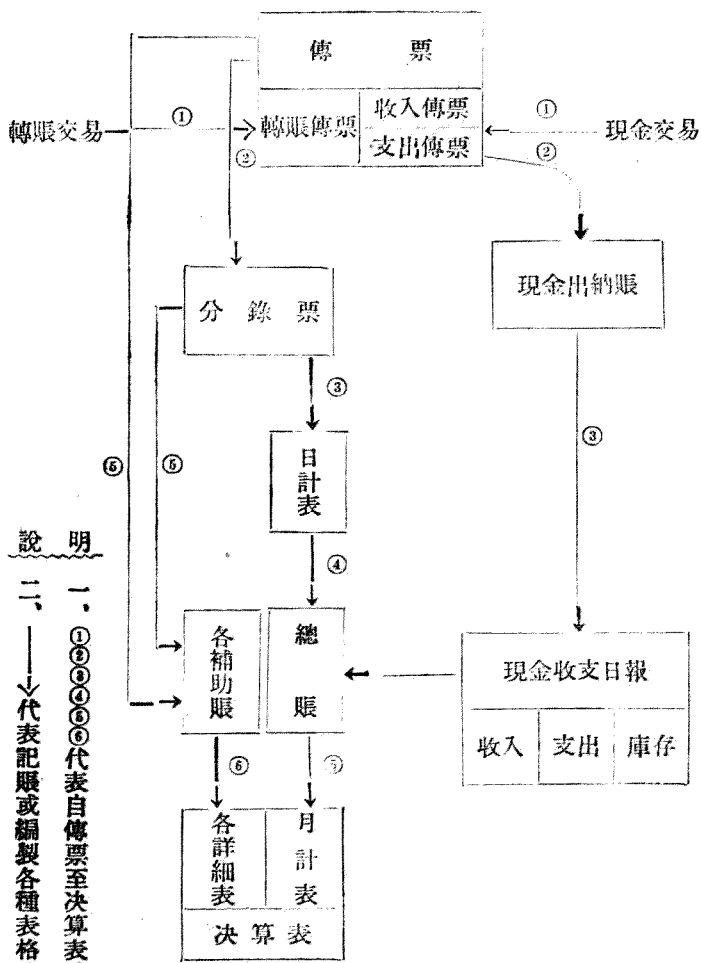 傳票
轉賬傳票
收入傳票
支出傳票
轉賬交易
①
②
①
②
現金交易
分錄票
現金出納賬
③
③
日計表
⑤
⑤
④
各補助賬
總賬
現金收支日報
收入
支出
庫存
⑥
各詳細表
月計表
決算表
說明
一、①②③④⑤⑥代表自傳票至決算表
二、代表記賬或編製各種表格